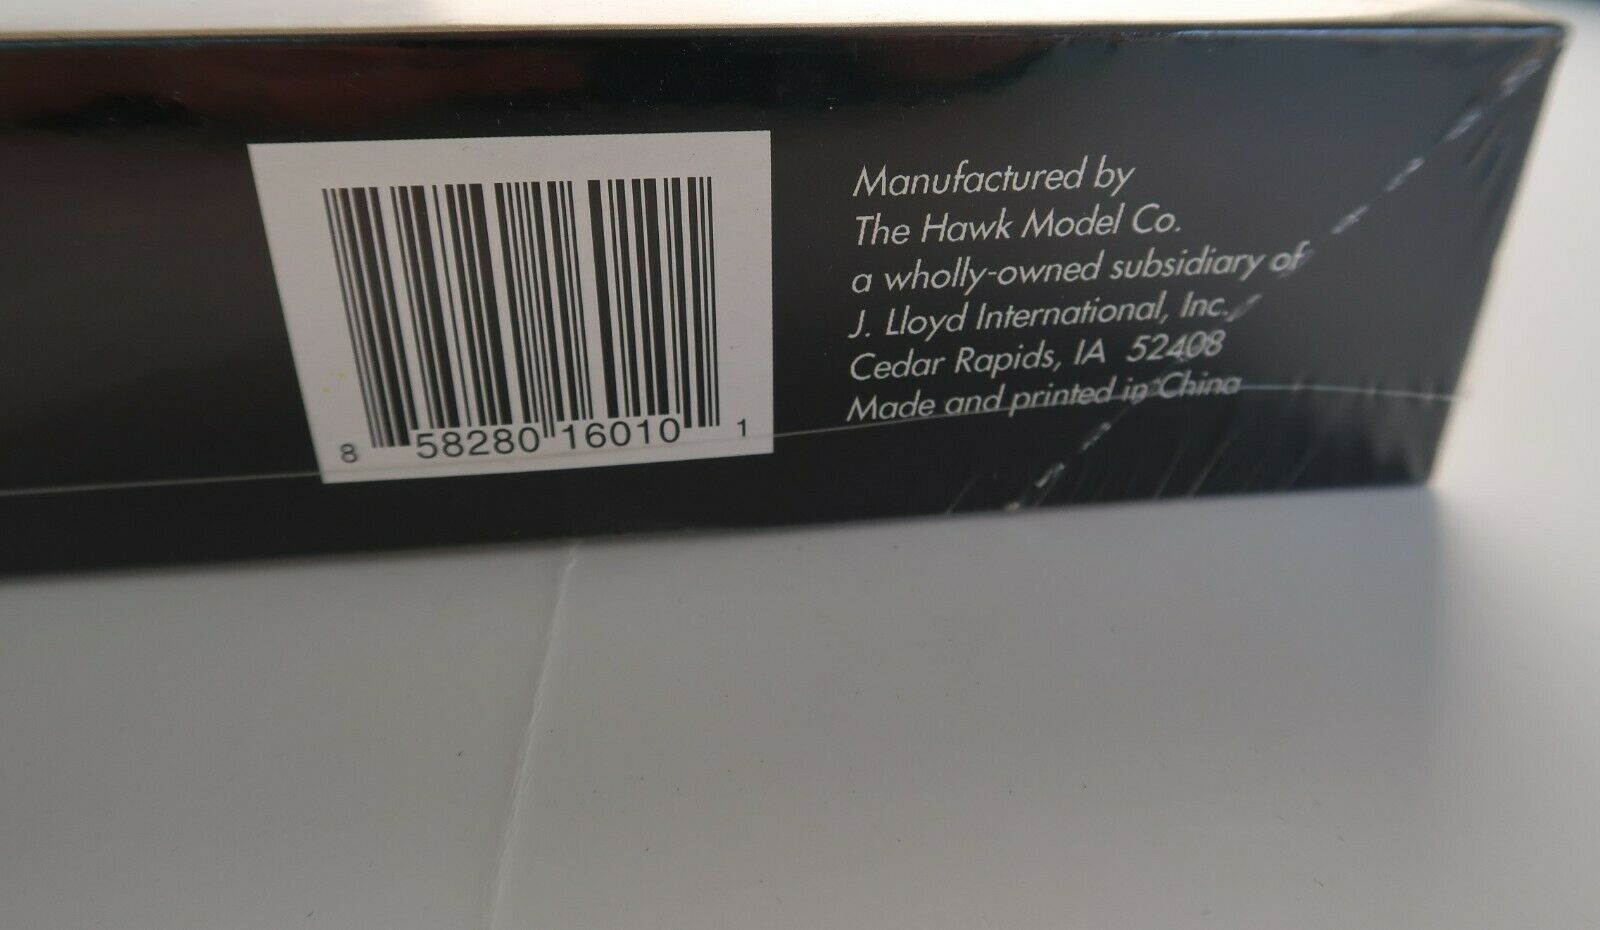 8 58280 16010 1
Manufactured by
The Hawk Model Co.
a wholly-owned subsidiary of
J. Lloyd International, Inc.
Cedar Rapids, IA 52408
Made and printed in China